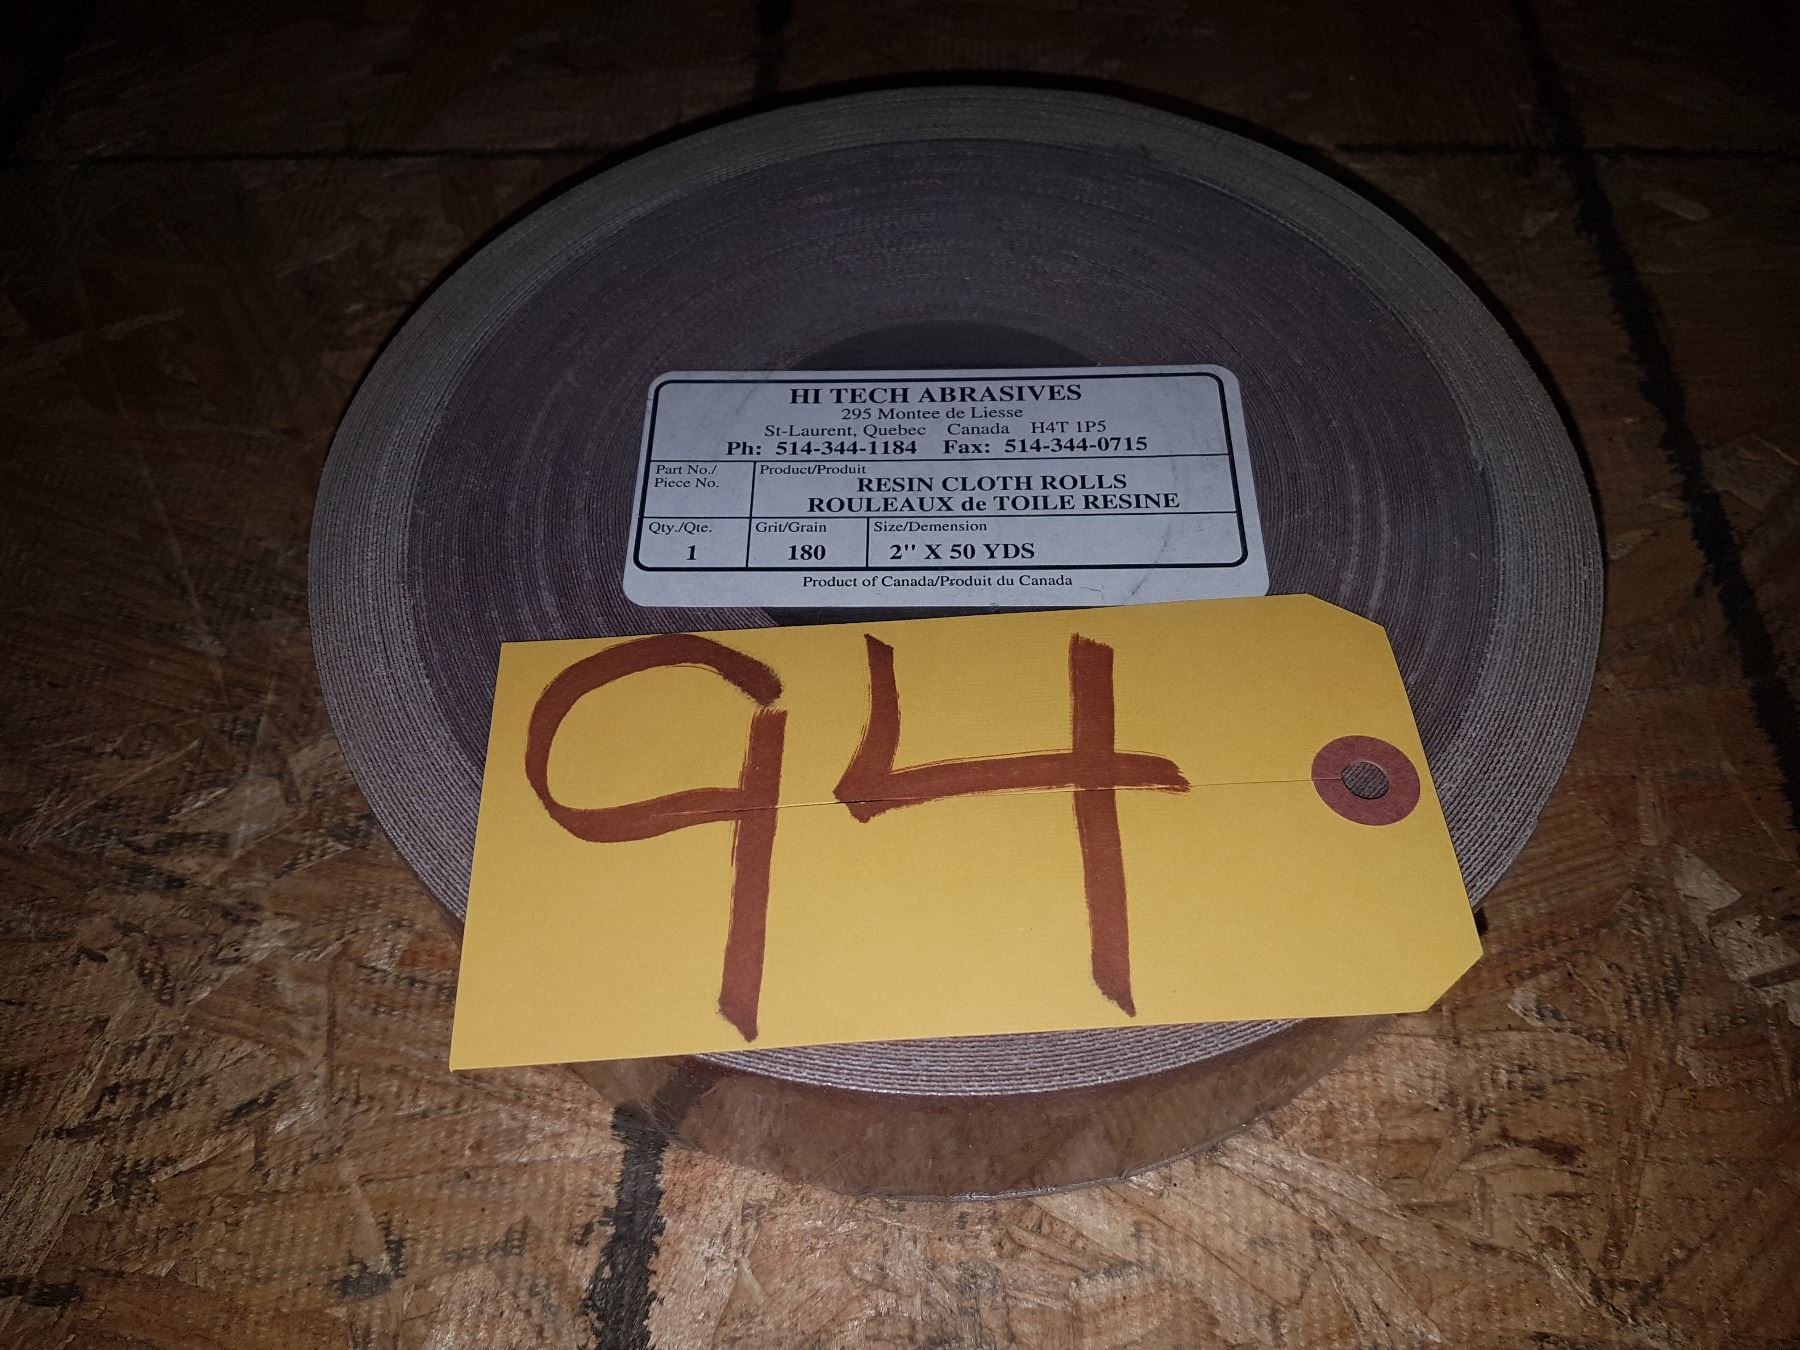 HI TECH ABRASIVES
295 Montee de Liesse
St-Laurent, Quebec Canada H4T 1P5
Ph: 514-344-1184 Fax: 514-344-0715
Part No./
Piece No.
Product/Produit
RESIN CLOTH ROLLS
ROULEAUX de TOILE RESINE
Qty./Qte.
1
Grit/Grain
180
Size/Demension
2" X 50 YDS
Product of Canada/Produit du Canada
94